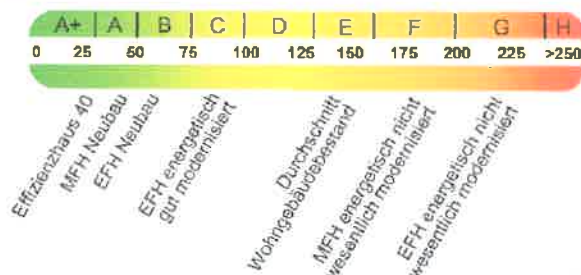 A+ A B C D E F G H
0 25 50 75 100 125 150 175 200 225 >250
Effizienzhaus 40
MFH Neubau
EFH Neubau
EFH energetisch
gut modernisiert
Durchschnitt
Wohngebäudebestand
MFH energetisch nicht
wesentlich modernisiert
EFH energetisch nicht
wesentlich modernisiert